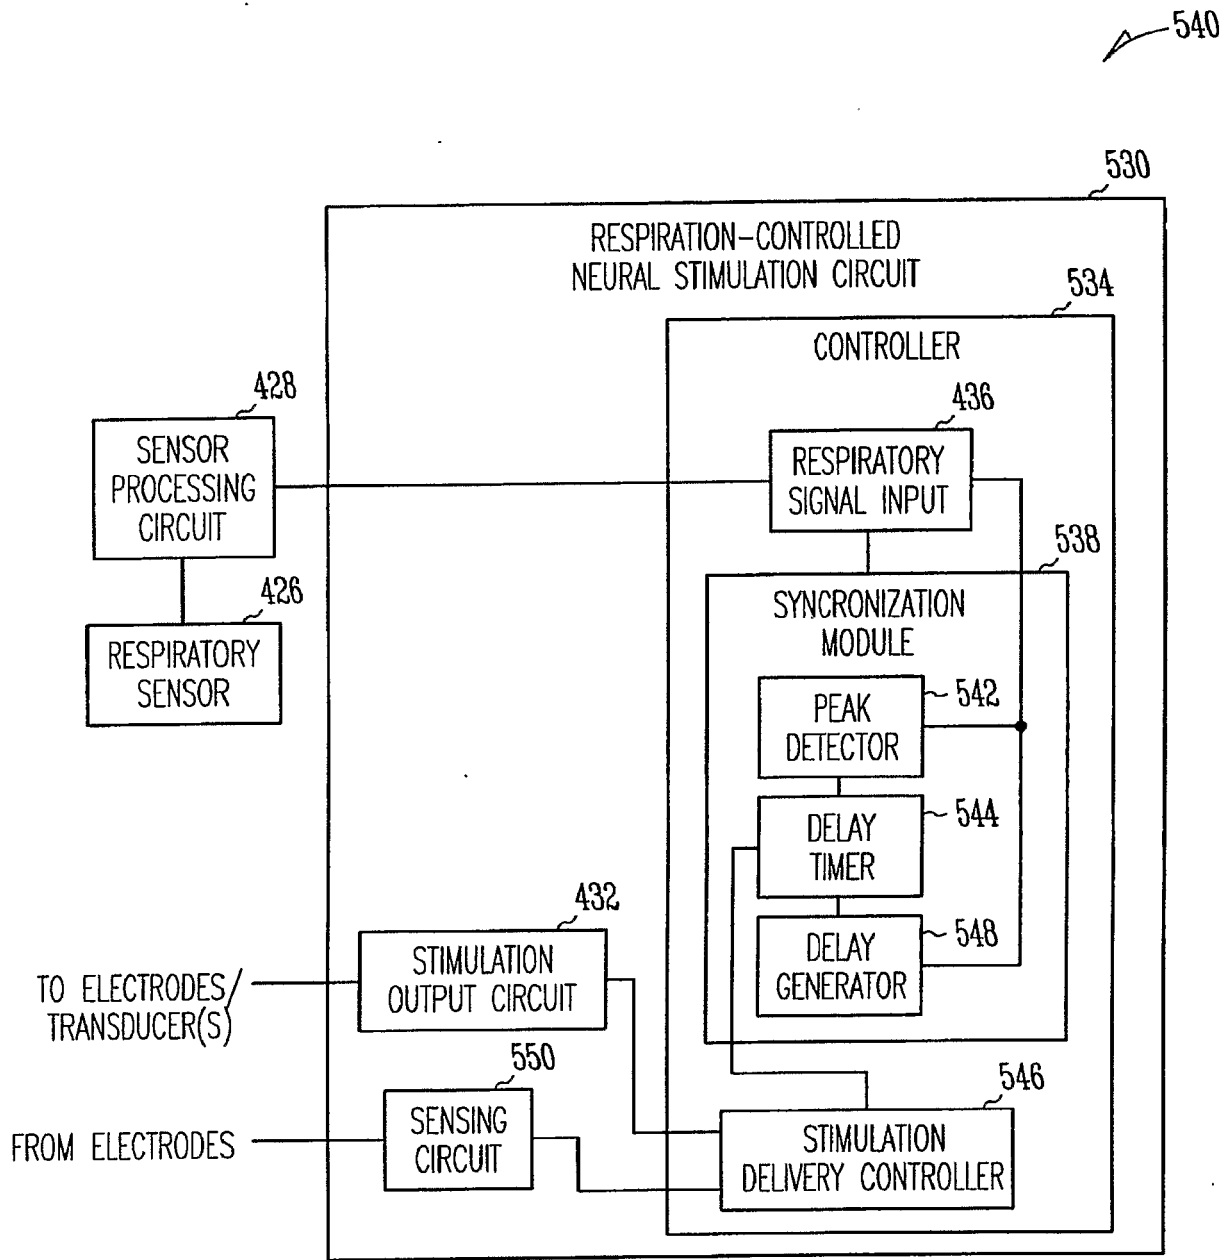 540
530
RESPIRATION-CONTROLLED
NEURAL STIMULATION CIRCUIT
534
CONTROLLER
428
SENSOR
PROCESSING
CIRCUIT
436
RESPIRATORY
SIGNAL INPUT
426
RESPIRATORY
SENSOR
538
SYNCRONIZATION
MODULE
542
PEAK
DETECTOR
544
DELAY
TIMER
548
DELAY
GENERATOR
432
STIMULATION
OUTPUT CIRCUIT
TO ELECTRODES/
TRANSDUCER(S)
550
SENSING
CIRCUIT
FROM ELECTRODES
546
STIMULATION
DELIVERY CONTROLLER